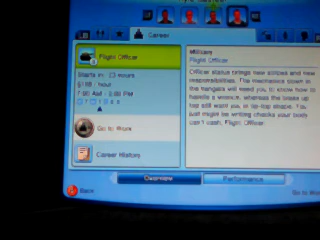 Career
Flight Officer
Starts in: 13 hours
7:00 AM - 2:00 PM
Go to Work
Career History
Military
Flight Officer
Officer status brings new stripes and new
responsibilities. The mechanics down in
the hangars will need you to know how to
handle a wrench, whereas the brass up
top still want you in tip-top shape. You
just might be writing checks your body
can't cash, Flight Officer.
Overview
Performance
Back
Go to Work